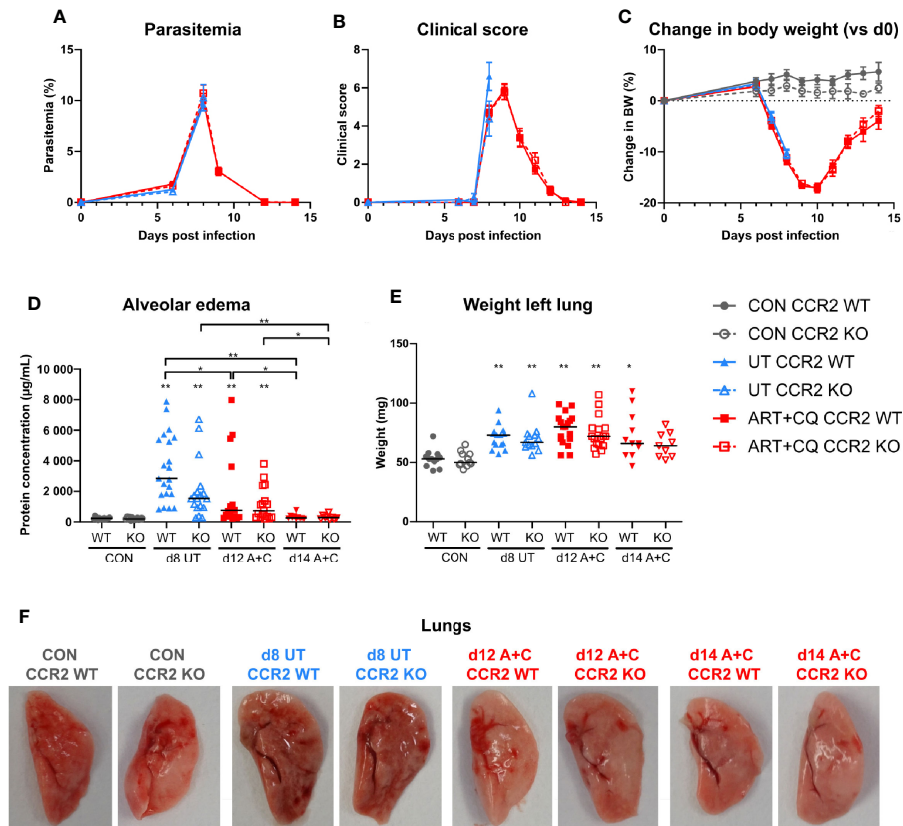 A
Parasitemia
Parasitemia (%)
15
10
5
0
0
5
10
15
Days post infection
B
Clinical score
Clinical score
8
6
4
2
0
0
5
10
15
Days post infection
C
Change in body weight (vs d0)
Change in BW (%)
10
0
-10
-20
5
10
15
Days post infection
D
Alveolar edema
Protein concentration (µg/mL)
10 000
8 000
6 000
4 000
2 000
0
**
*
**
* *
** ** ** **
WT KO WT KO WT KO WT KO
CON d8 UT d12 A+C d14 A+C
E
Weight left lung
Weight (mg)
150
100
50
0
** ** ** ** *
WT KO WT KO WT KO WT KO
CON d8 UT d12 A+C d14 A+C
CON CCR2 WT
CON CCR2 KO
UT CCR2 WT
UT CCR2 KO
ART+CQ CCR2 WT
ART+CQ CCR2 KO
F
Lungs
CON CON d8 UT d8 UT d12 A+C d12 A+C d14 A+C d14 A+C
CCR2 WT CCR2 KO CCR2 WT CCR2 KO CCR2 WT CCR2 KO CCR2 WT CCR2 KO